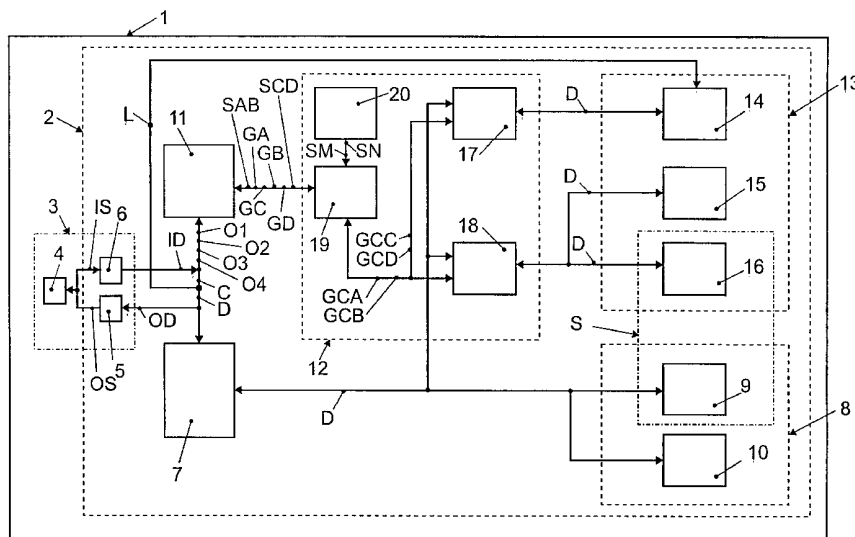 1
SCD
SAB
GA
GB
L
11
2
20
D
13
14
17
SM
SN
GC
GD
19
D
15
3
IS
6
ID
O1
O2
O3
O4
GCC
GCD
18
D
4
16
C
D
GCA
GCB
OD
5
OS
12
S
9
8
D
7
10